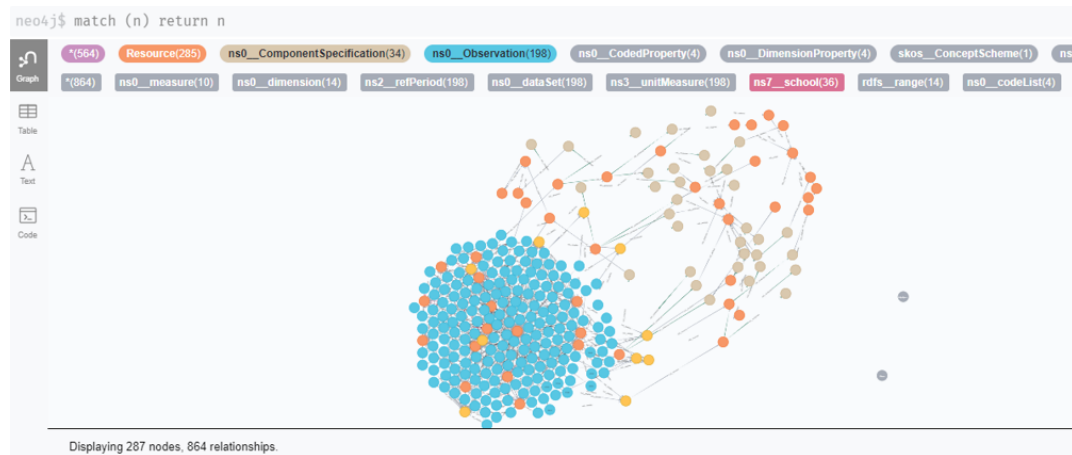 neo4j$ match (n) return n
*(564) Resource(285) ns0__ComponentSpecification(34) ns0__Observation(198) ns0__CodedProperty(4) ns0__DimensionProperty(4) skos__ConceptScheme(1) ns
Graph
*(864) ns0__measure(10) ns0__dimension(14) ns2__refPeriod(198) ns0__dataSet(198) ns3__unitMeasure(198) ns7__school(36) rdfs__range(14) ns0__codeList(4)
Table
Text
Code
Displaying 287 nodes, 864 relationships.